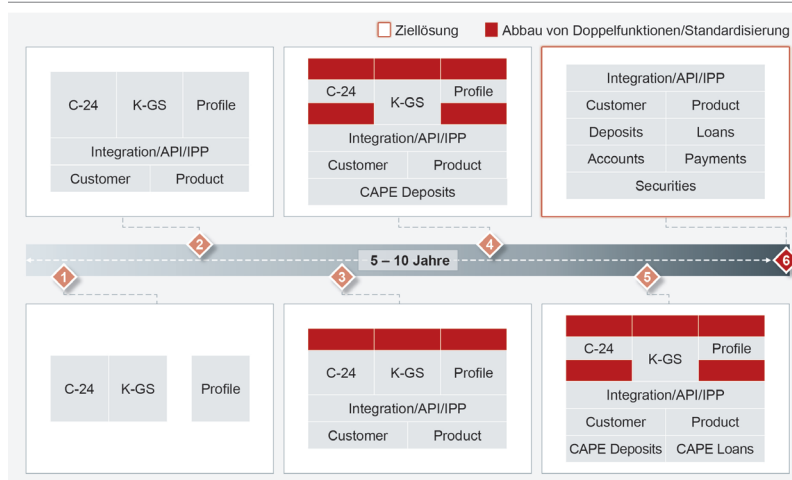 Ziellösung
Abbau von Doppelfunktionen/Standardisierung
C-24 K-GS Profile
Integration/API/IPP
Customer Product
C-24 K-GS Profile
Integration/API/IPP
Customer Product
CAPE Deposits
Integration/API/IPP
Customer Product
Deposits Loans
Accounts Payments
Securities
2
4
5 – 10 Jahre
6
1
3
5
C-24 K-GS Profile
C-24 K-GS Profile
Integration/API/IPP
Customer Product
C-24 K-GS Profile
Integration/API/IPP
Customer Product
CAPE Deposits CAPE Loans